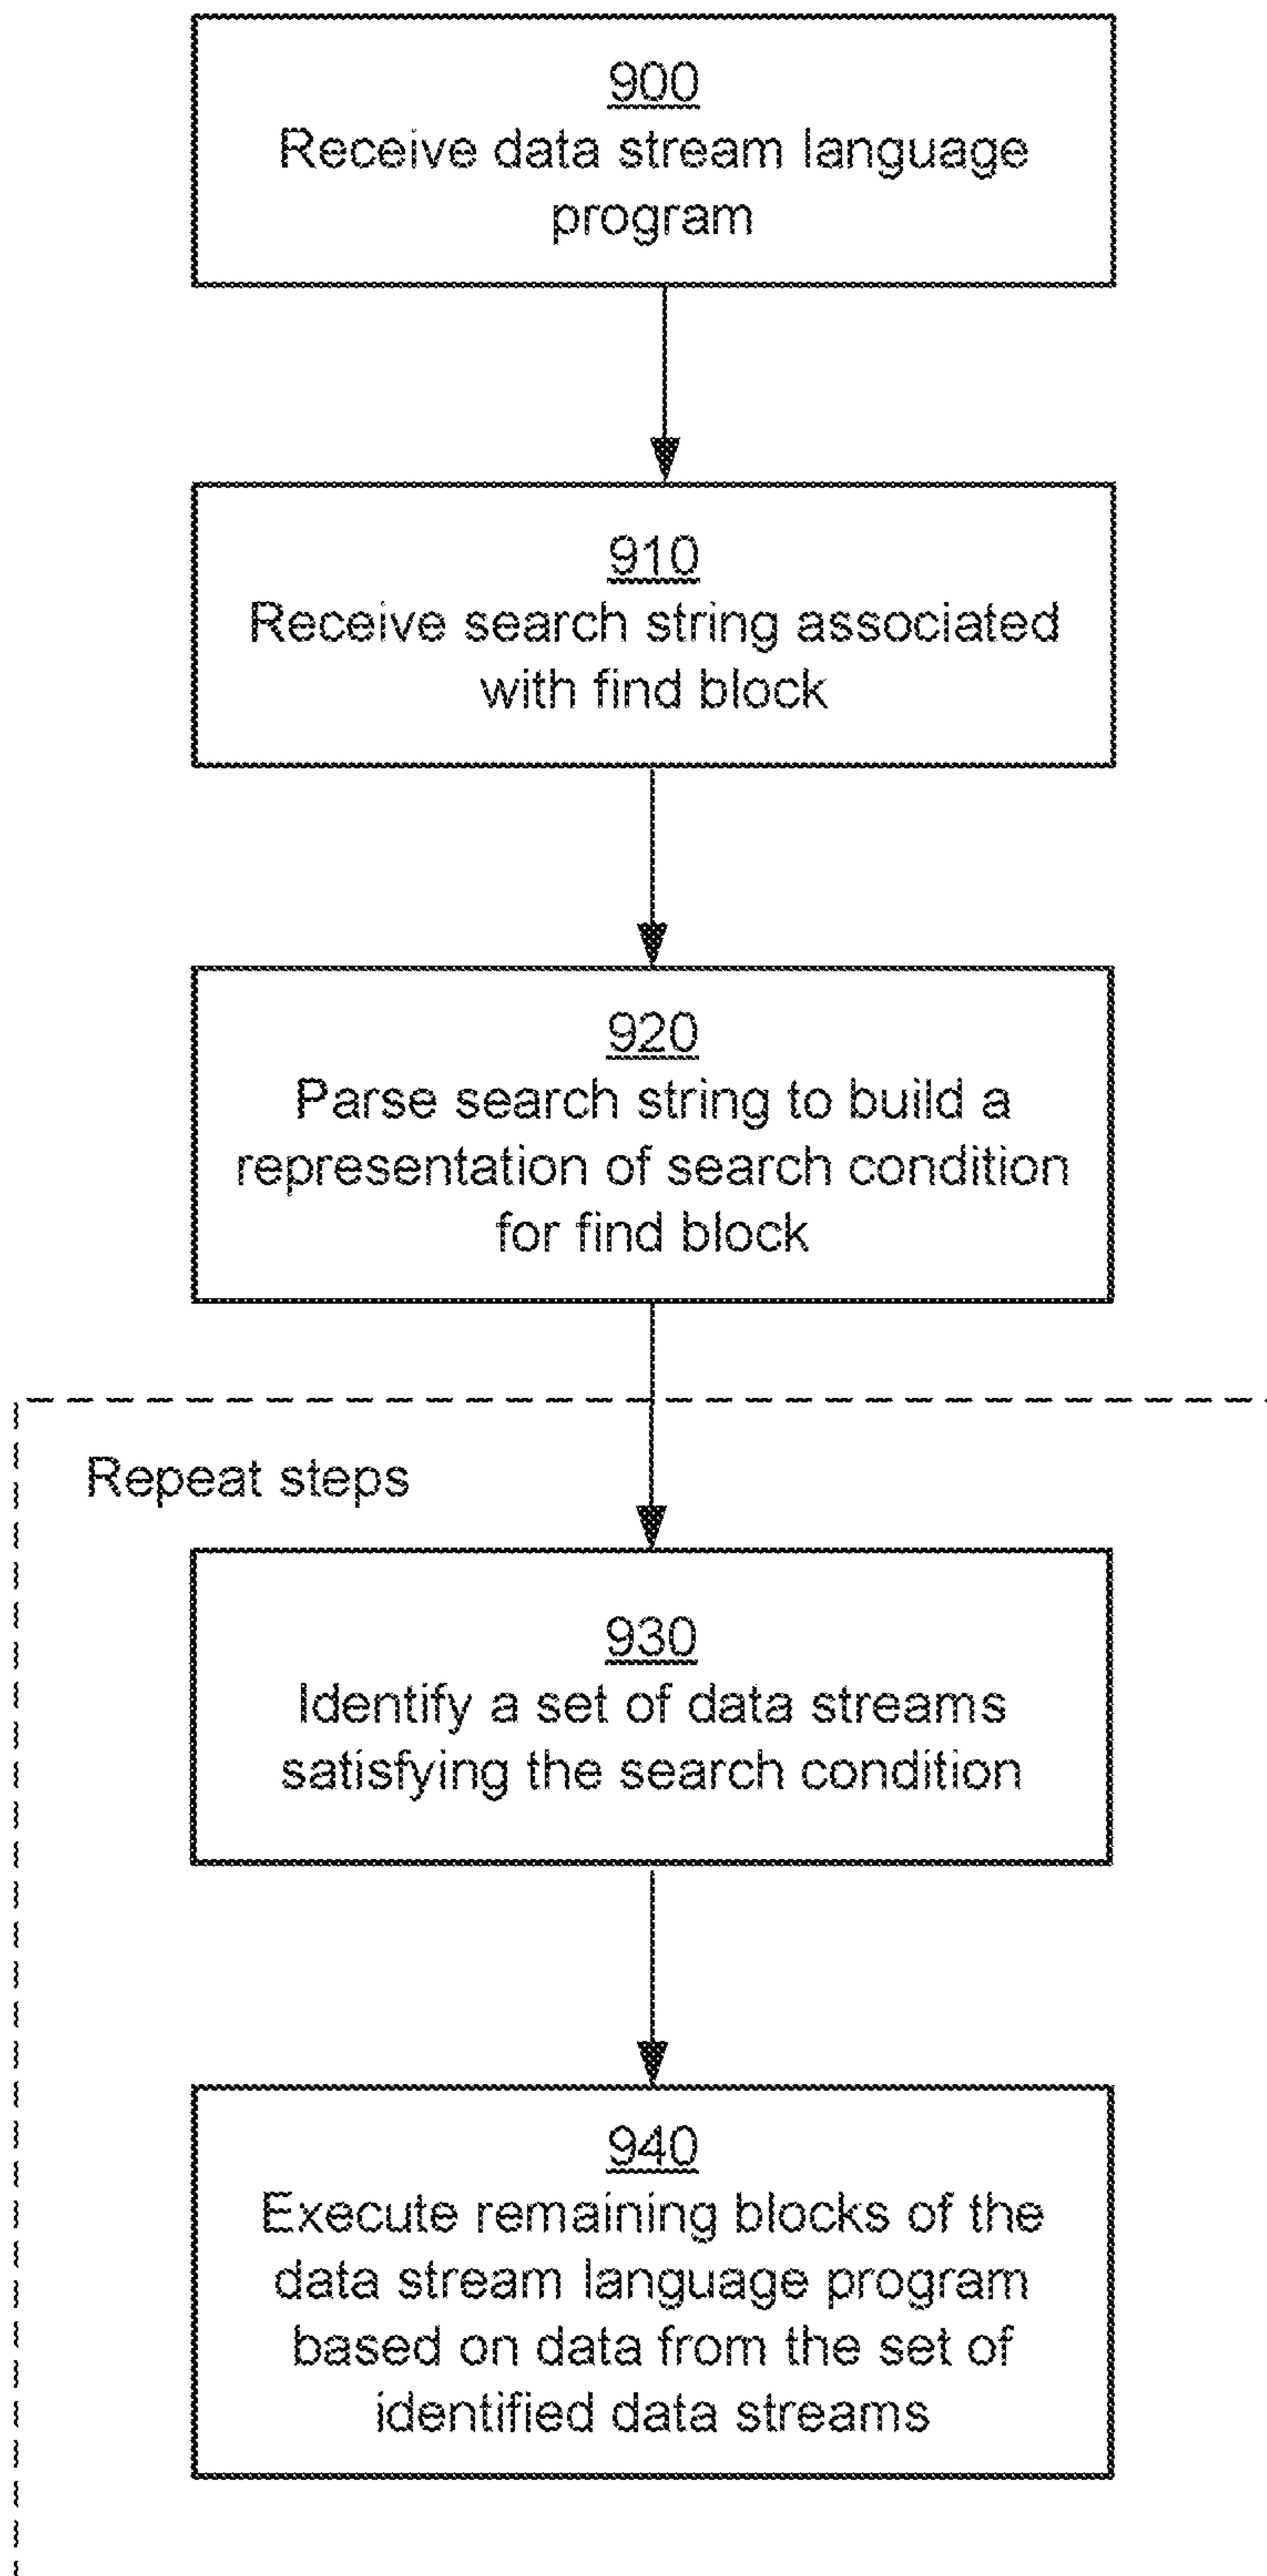 900
Receive data stream language
program
910
Receive search string associated
with find block
920
Parse search string to build a
representation of search condition
for find block
Repeat steps
930
Identify a set of data streams
satisfying the search condition
940
Execute remaining blocks of the
data stream language program
based on data from the set of
identified data streams